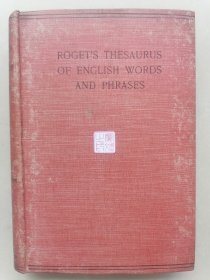 ROGET'S THESAURUS
OF ENGLISH WORDS
AND PHRASES